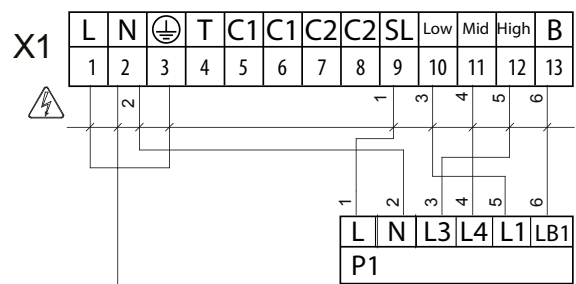 X1
L N T C1 C1 C2 C2 SL Low Mid High B
1 2 3 4 5 6 7 8 9 10 11 12 13
2 1 3 4 5 6
1 2 3 4 5 6
L N L3 L4 L1 LB1
P1